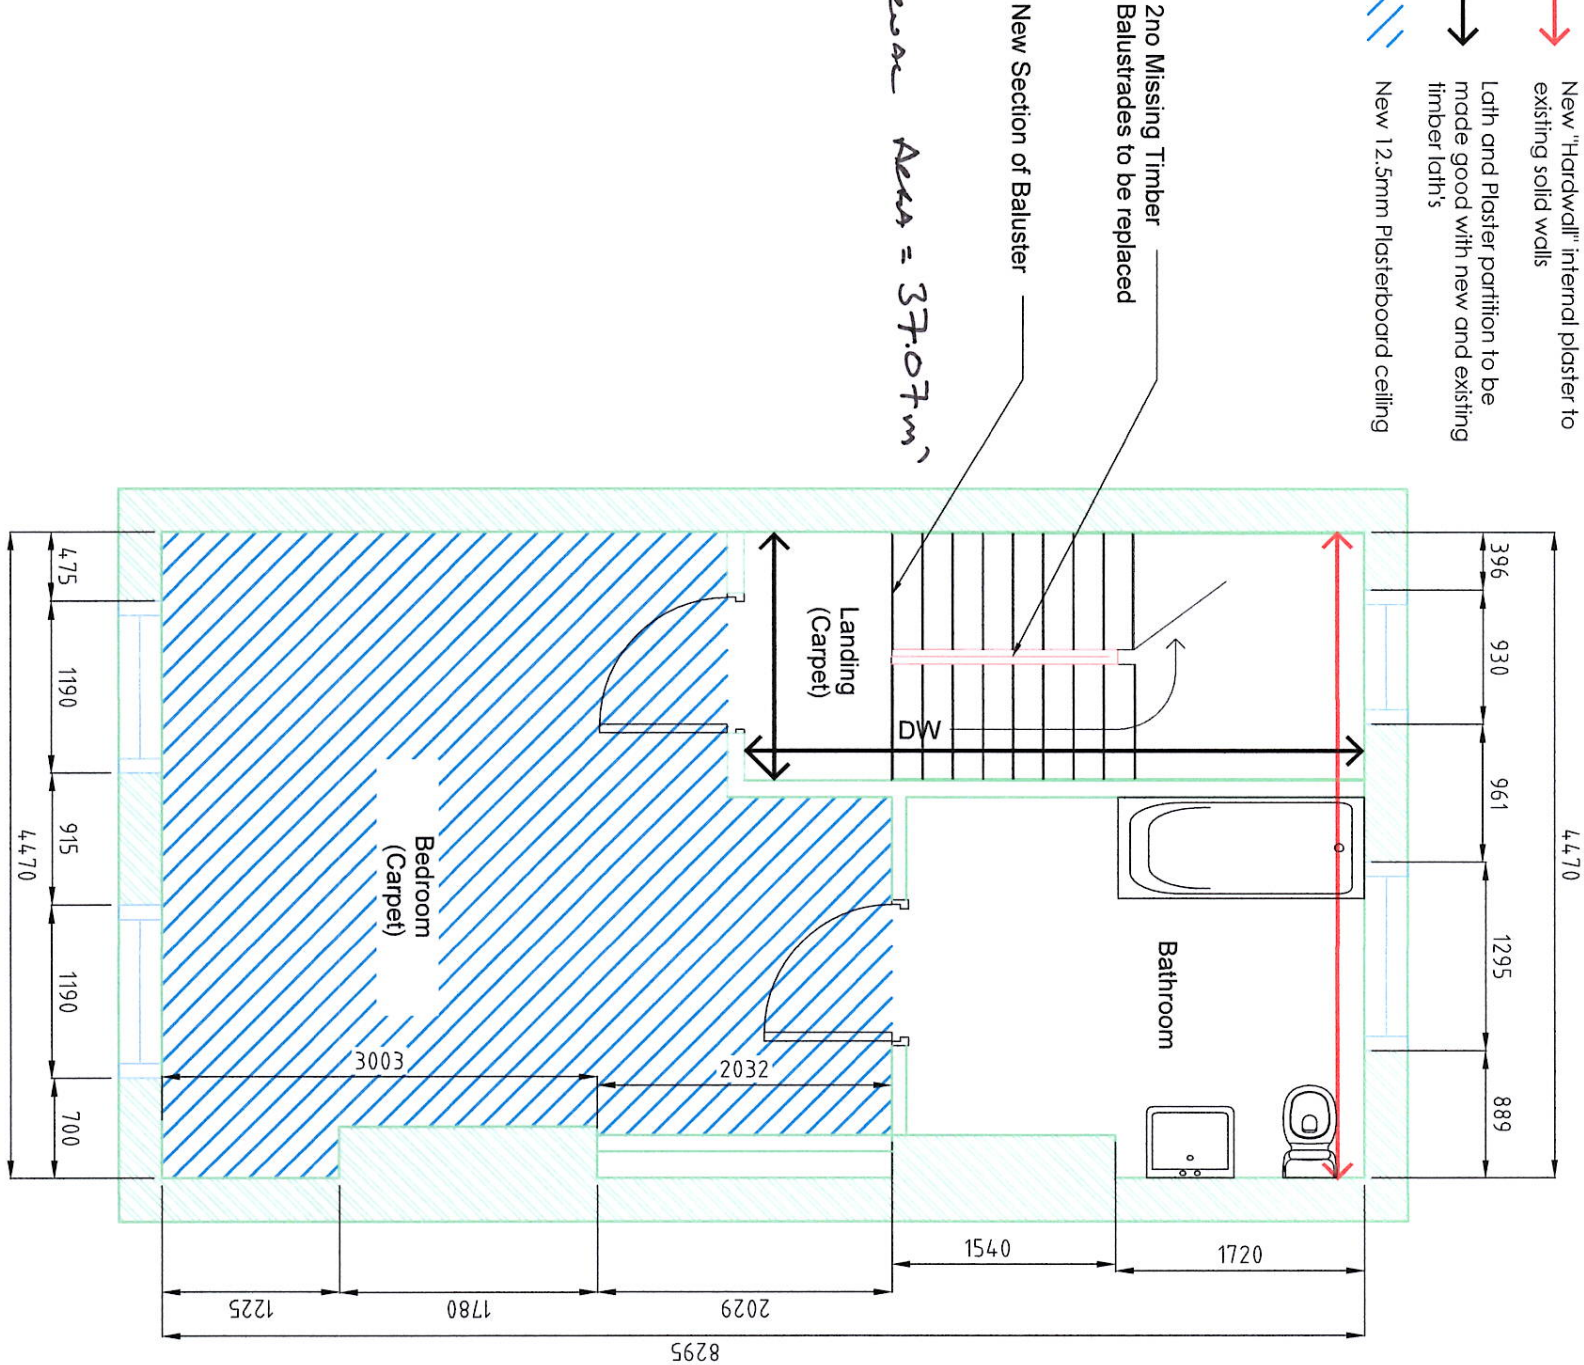 New "Hardwall" internal plaster to
existing solid walls
Lath and Plaster partition to be
made good with new and existing
timber lath's
New 12.5mm Plasterboard ceiling
2no Missing Timber
Balustrades to be replaced
New Section of Baluster
= 37.07m²
4470
396
930
961
1295
889
Landing
(Carpet)
DW
Bathroom
Bedroom
(Carpet)
3003
2032
475
1190
915
1190
700
4470
1540
1720
1225
1780
2029
8295